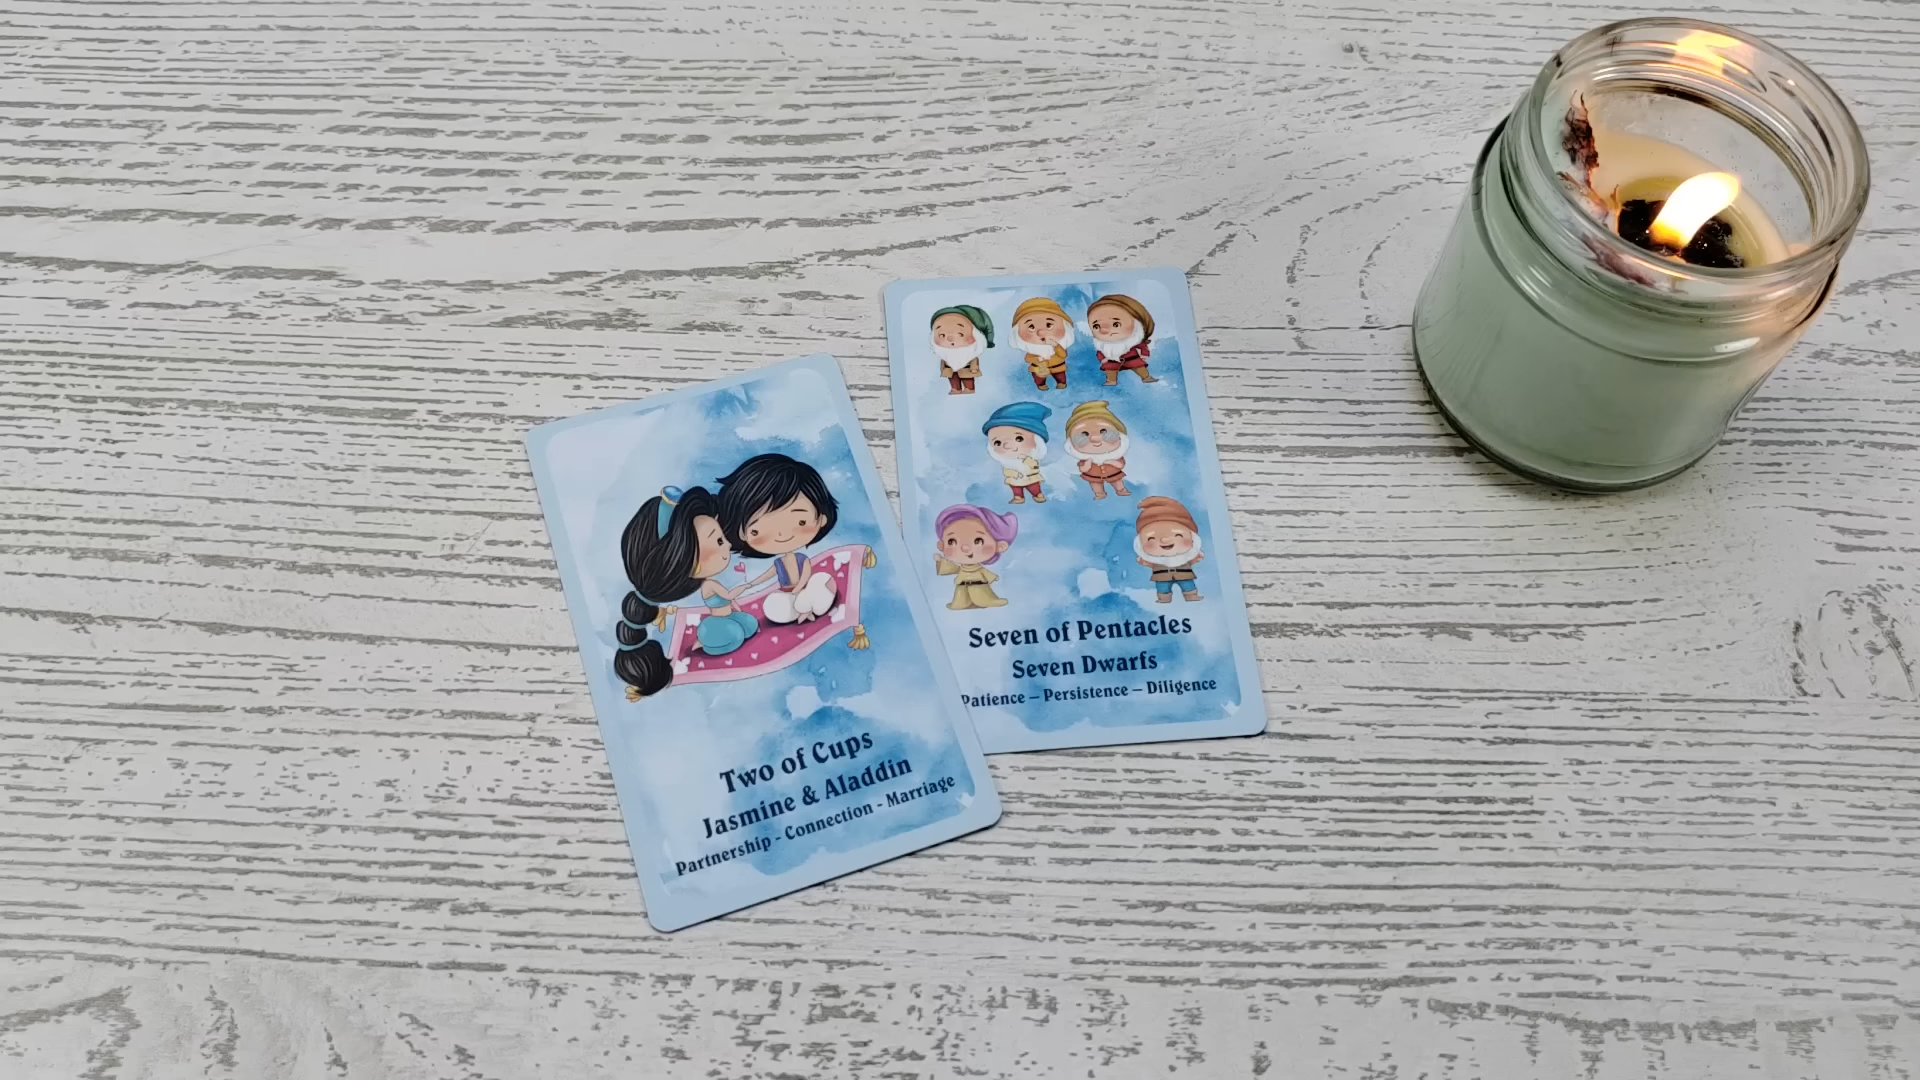 Two of Cups
Jasmine & Aladdin
Partnership - Connection - Marriage
Seven of Pentacles
Seven Dwarfs
Patience – Persistence – Diligence